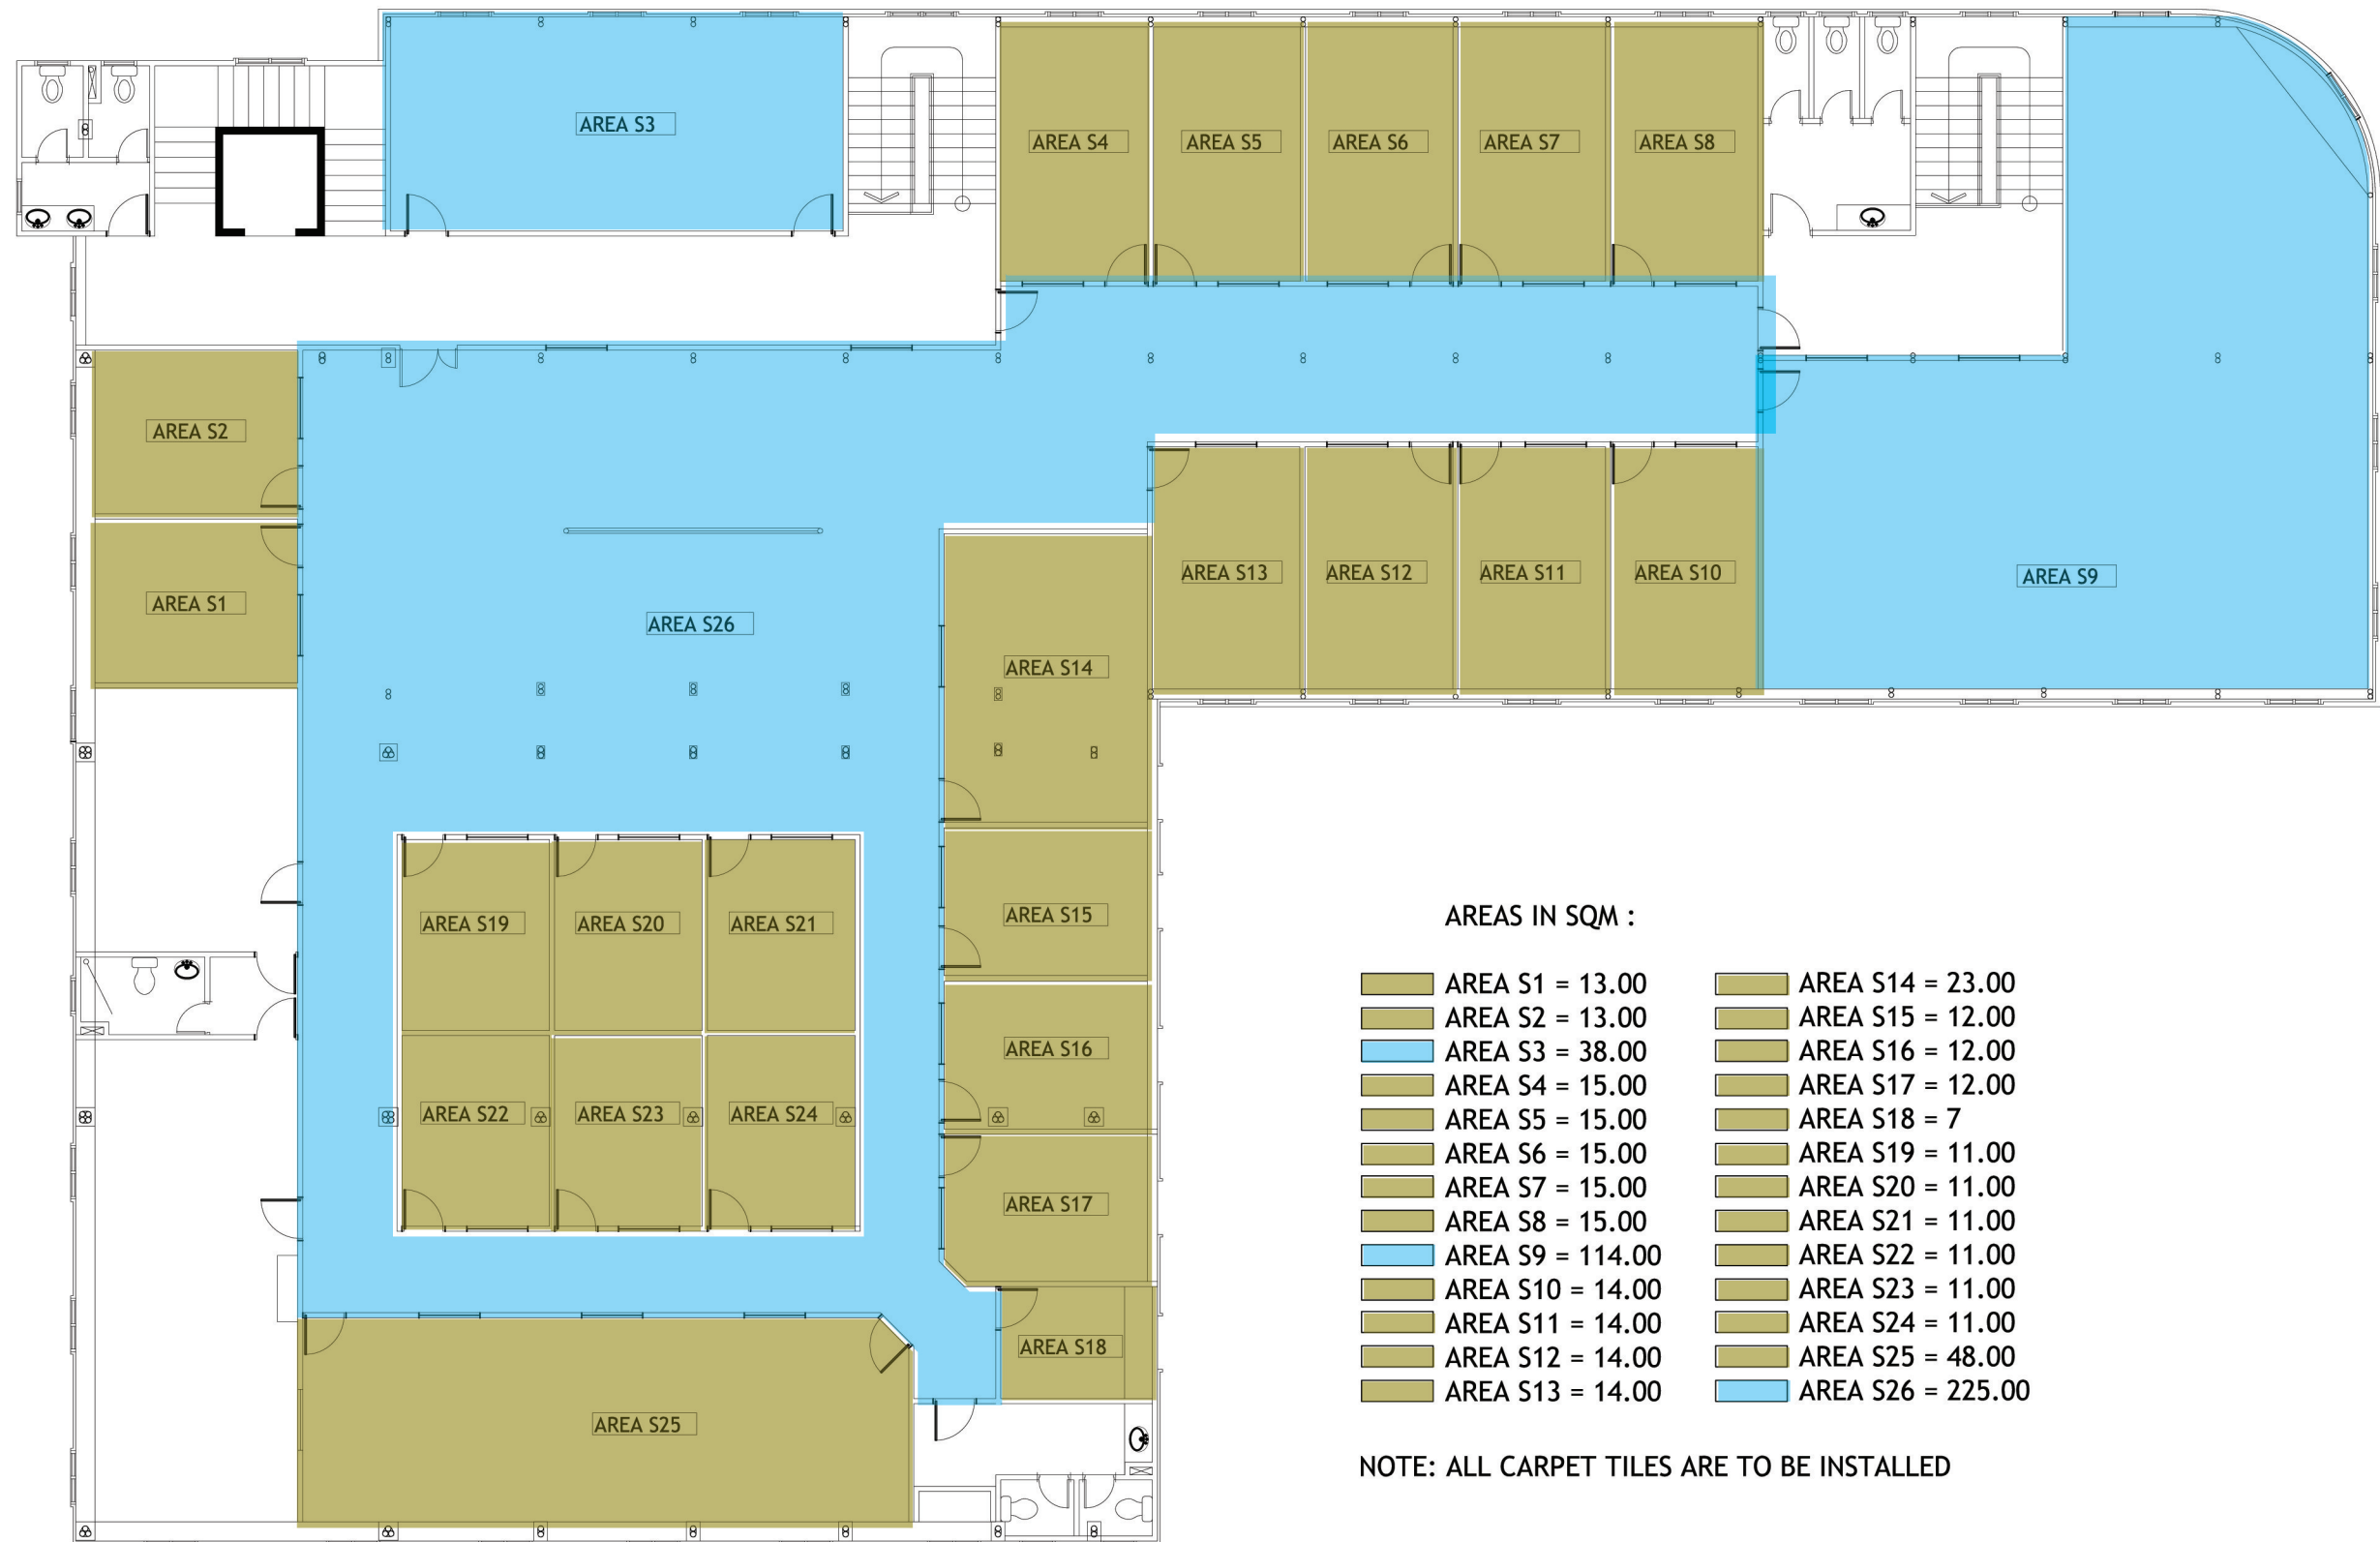 AREA S3
AREA S4
AREA S5
AREA S6
AREA S7
AREA S8
AREA S2
AREA S1
AREA S26
AREA S13
AREA S12
AREA S11
AREA S10
AREA S9
AREA S14
AREA S19
AREA S20
AREA S21
AREA S15
AREA S16
AREA S22
AREA S23
AREA S24
AREA S17
AREA S18
AREA S25
AREAS IN SQM :
AREA S1 = 13.00
AREA S2 = 13.00
AREA S3 = 38.00
AREA S4 = 15.00
AREA S5 = 15.00
AREA S6 = 15.00
AREA S7 = 15.00
AREA S8 = 15.00
AREA S9 = 114.00
AREA S10 = 14.00
AREA S11 = 14.00
AREA S12 = 14.00
AREA S13 = 14.00
AREA S14 = 23.00
AREA S15 = 12.00
AREA S16 = 12.00
AREA S17 = 12.00
AREA S18 = 7
AREA S19 = 11.00
AREA S20 = 11.00
AREA S21 = 11.00
AREA S22 = 11.00
AREA S23 = 11.00
AREA S24 = 11.00
AREA S25 = 48.00
AREA S26 = 225.00
NOTE: ALL CARPET TILES ARE TO BE INSTALLED